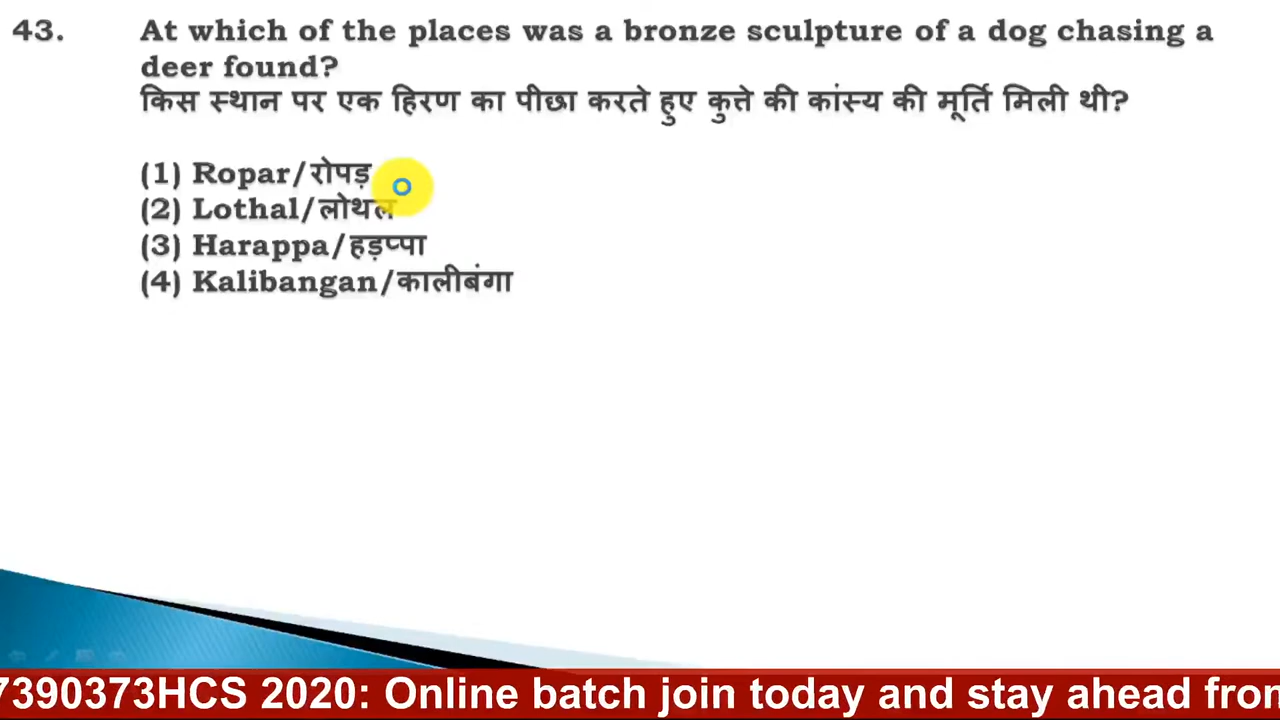 43. At which of the places was a bronze sculpture of a dog chasing a
deer found?
किस स्थान पर एक हिरण का पीछा करते हुए कुत्ते की कांस्य की मूर्ति मिली थी?
(1) Ropar/रोपड़
(2) Lothal/लोथल
(3) Harappa/हड़प्पा
(4) Kalibangan/कालीबंगा
7390373HCS 2020: Online batch join today and stay ahead fron